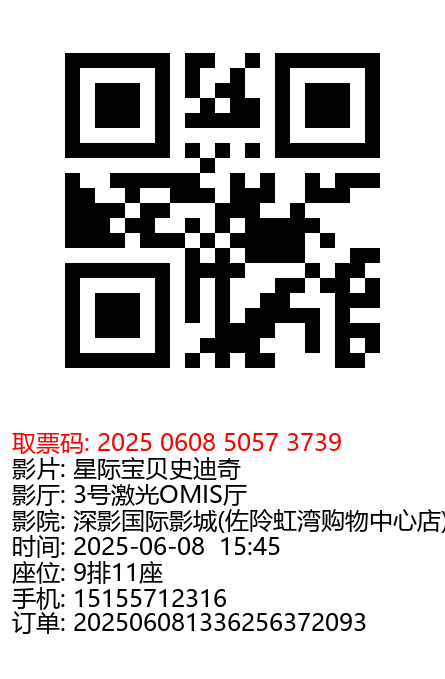 取票码: 2025 0608 5057 3739
影片: 星际宝贝史迪奇
影厅: 3号激光OMIS厅
影院: 深影国际影城(佐阾虹湾购物中心店)
时间: 2025-06-08  15:45
座位: 9排11座
手机: 15155712316
订单: 202506081336256372093